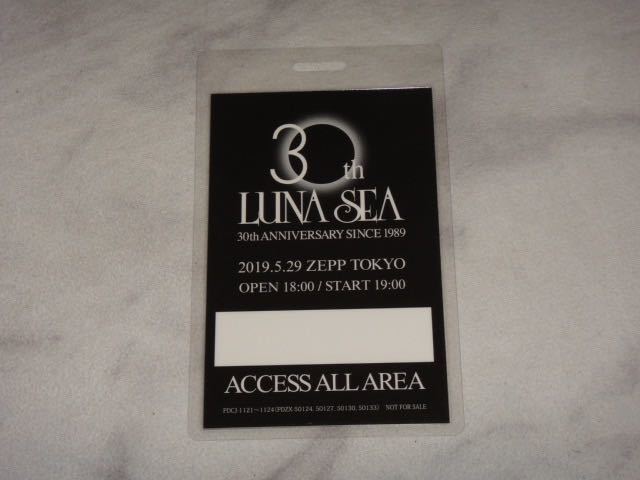 30th
LUNA SEA
30th ANNIVERSARY SINCE 1989
2019.5.29 ZEPP TOKYO
OPEN 18:00 / START 19:00
ACCESS ALL AREA
PDCJ-1121～1124(PDZX-50124, 50127, 50130, 50133) NOT FOR SALE